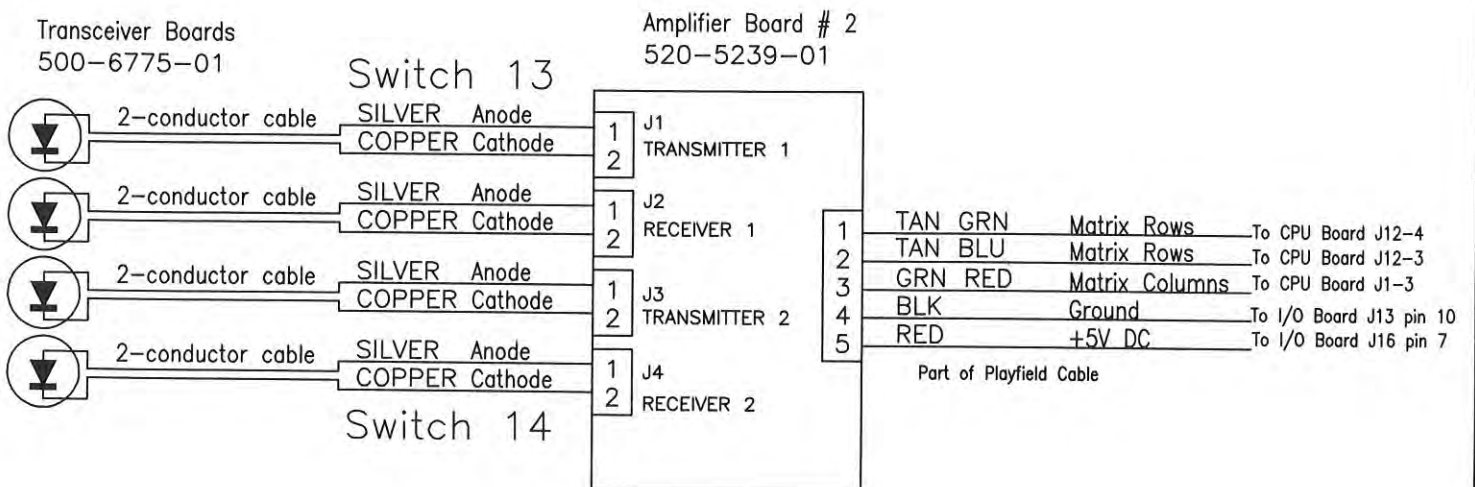 Transceiver Boards
500-6775-01
Amplifier Board # 2
520-5239-01
Switch 13
2-conductor cable SILVER Anode
COPPER Cathode
1
2
J1
TRANSMITTER 1
2-conductor cable SILVER Anode
COPPER Cathode
1
2
J2
RECEIVER 1
2-conductor cable SILVER Anode
COPPER Cathode
1
2
J3
TRANSMITTER 2
2-conductor cable SILVER Anode
COPPER Cathode
1
2
J4
RECEIVER 2
Switch 14
1 TAN GRN Matrix Rows To CPU Board J12-4
2 TAN BLU Matrix Rows To CPU Board J12-3
3 GRN RED Matrix Columns To CPU Board J1-3
4 BLK Ground To I/O Board J13 pin 10
5 RED +5V DC To I/O Board J16 pin 7
Part of Playfield Cable